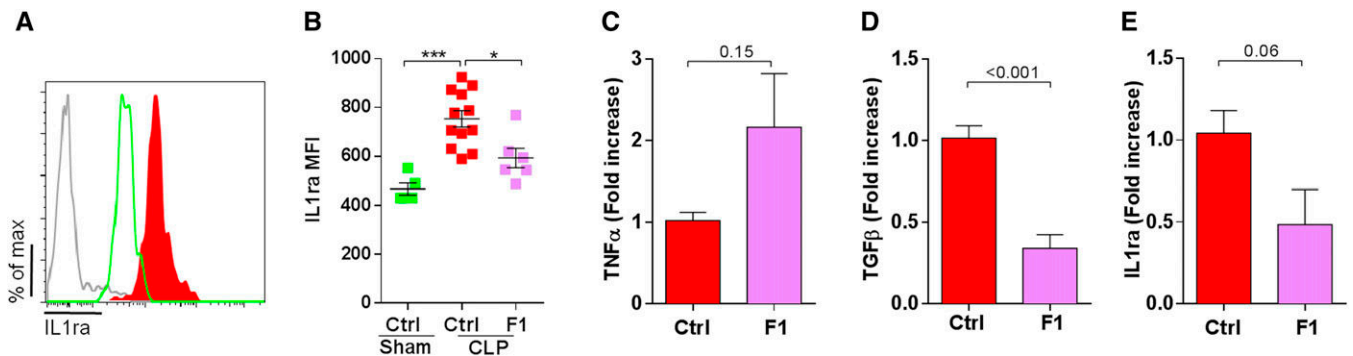 A
% of max
IL1ra
B
IL1ra MFI
1000
800
600
400
200
0
***
*
Ctrl Ctrl F1
Sham CLP
C
TNFα (Fold increase)
3
2
1
0
0.15
Ctrl F1
D
TGFβ (Fold increase)
1.5
1.0
0.5
0.0
<0.001
Ctrl F1
E
IL1ra (Fold increase)
1.5
1.0
0.5
0.0
0.06
Ctrl F1